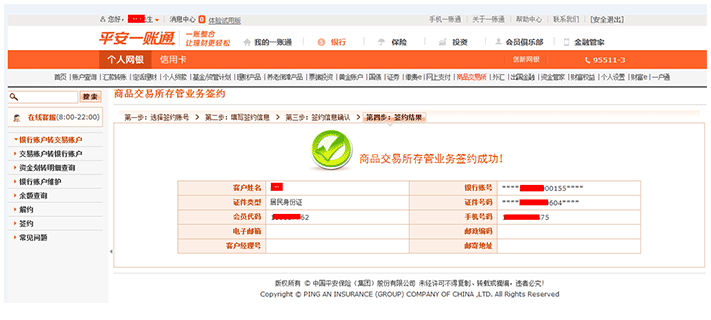 您好, 生 消息中心 0 体验试用版 手机一账通 关于一账通 帮助中心 联系我们 [安全退出]
平安一账通 一账整合 让理财更轻松 我的一账通 银行 保险 投资 会员俱乐部 金融管家
个人网银 信用卡 创新网银 95511-3
首页 账户查询 汇款转账 定活理财 个人贷款 基金/资管计划 理财产品 养老保障产品 票据投资 黄金账户 国债 证券 缴费e 网上支付 商品交易所 外汇 出国金融 资金管家 财富权益 个人设置 财富e 一户通
搜索
商品交易所存管业务签约
在线客服(8:00-22:00)
第一步:选择签约账号 第二步:填写签约信息 第三步:签约信息确认 第四步:签约结果
银行账户转交易账户
交易账户转银行账户
资金划转明细查询
银行账户维护
余额查询
解约
签约
常见问题
商品交易所存管业务签约成功!
客户姓名 银行账号 **** 00155****
证件类型 居民身份证 证件号码 **** 604****
会员代码 62 手机号码 1 75
电子邮箱 邮政编码
客户经理号 邮寄地址
版权所有 © 中国平安保险(集团)股份有限公司 未经许可不得复制、转载或摘编,违者必究!
Copyright © PING AN INSURANCE (GROUP) COMPANY OF CHINA ,LTD. All Rights Reserved